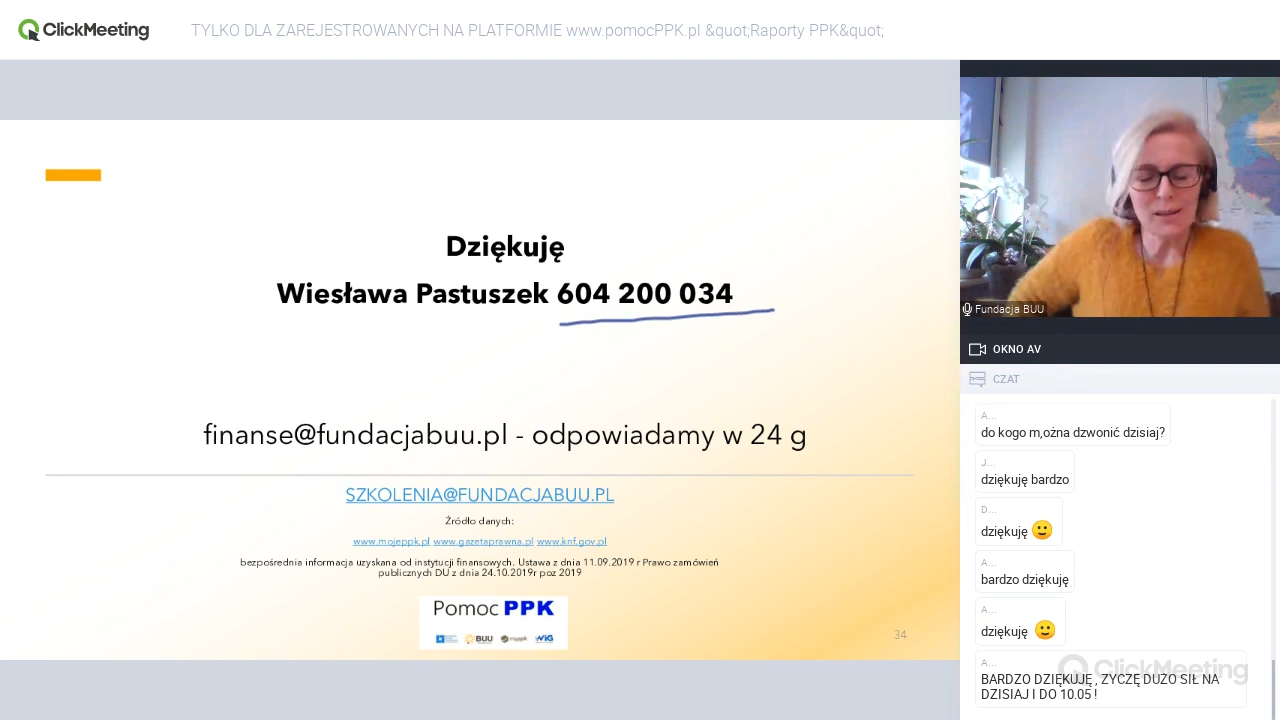 ClickMeeting
TYLKO DLA ZAREJESTROWANYCH NA PLATFORMIE www.pomocPPK.pl &quot;Raporty PPK&quot;
Dziękuję
Wiesława Pastuszek 604 200 034
finanse@fundacjabuu.pl - odpowiadamy w 24 g
SZKOLENIA@FUNDACJABUU.PL
Źródło danych:
www.mojeppk.pl www.gazetaprawna.pl www.knf.gov.pl
bezpośrednia informacja uzyskana od instytucji finansowych. Ustawa z dnia 11.09.2019 r Prawo zamówień
publicznych DU z dnia 24.10.2019r poz 2019
Pomoc PPK
BUU
34
Fundacja BUU
OKNO AV
CZAT
A...
do kogo m,ożna dzwonić dzisiaj?
J...
dziękuję bardzo
D...
dziękuję
A...
bardzo dziękuję
A...
dziękuję
A...
BARDZO DZIĘKUJĘ , ZYCZĘ DUZO SIŁ NA
DZISIAJ I DO 10.05 !
ClickMeeting